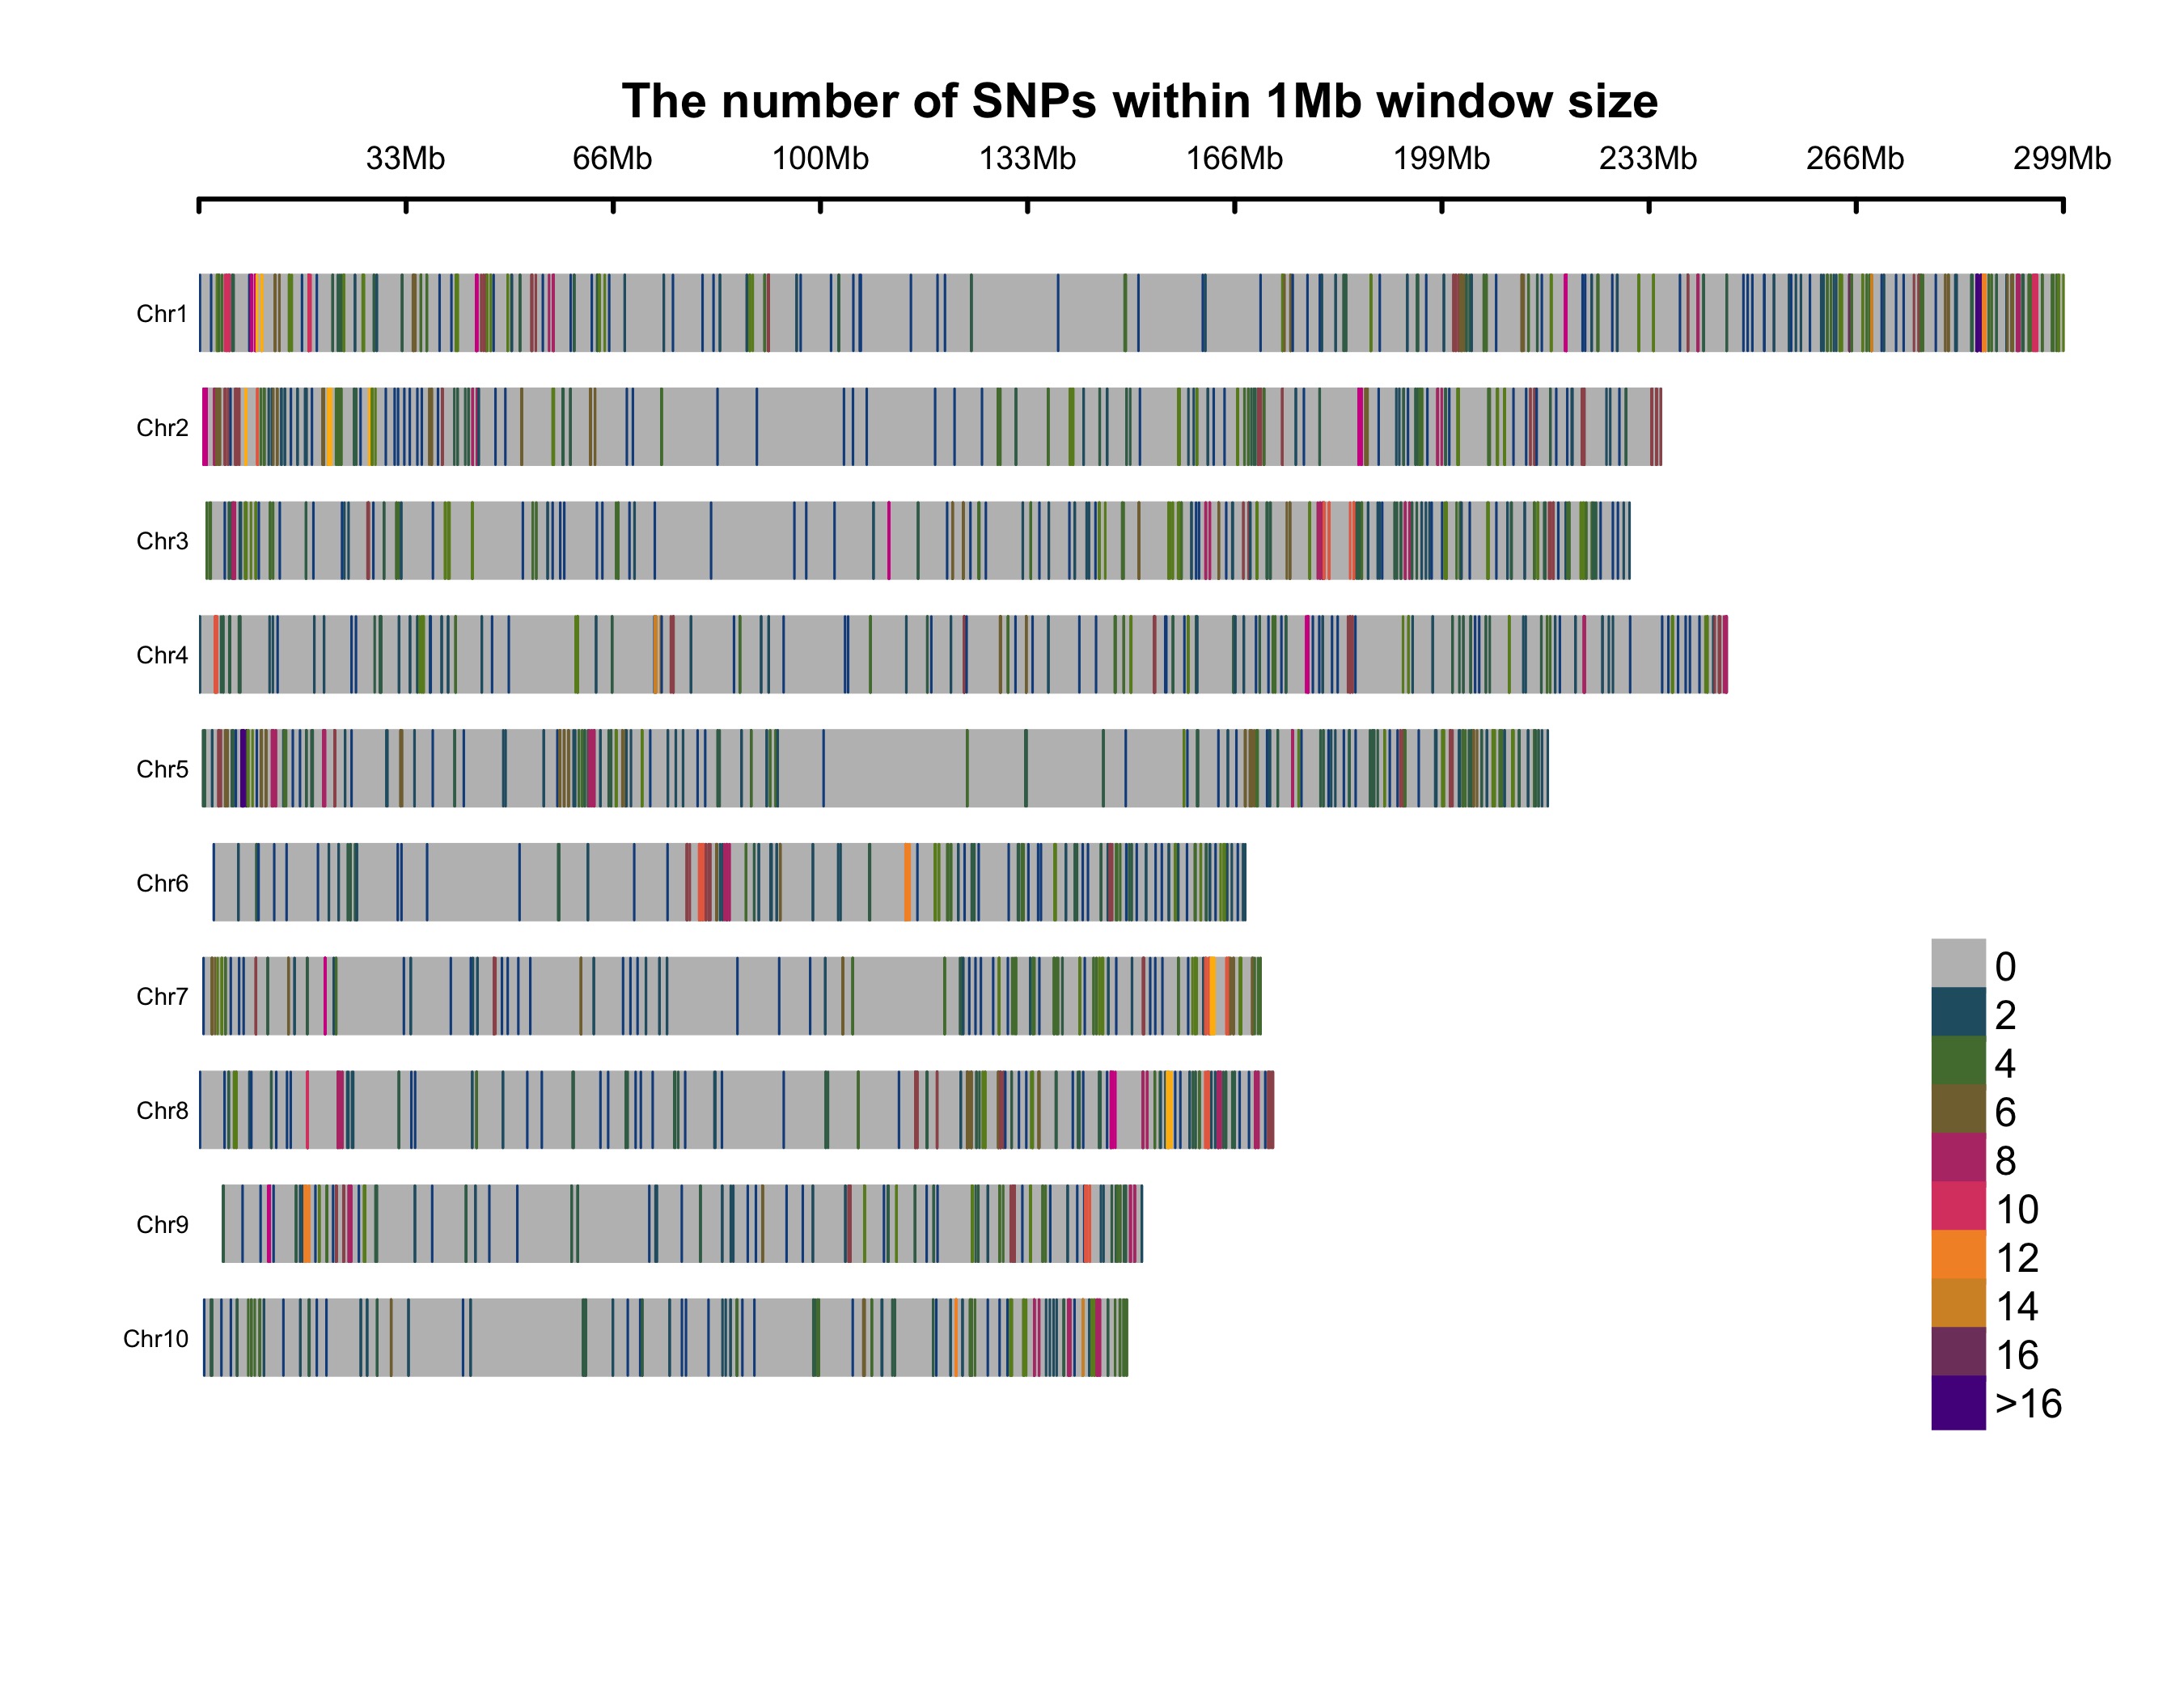 The number of SNPs within 1Mb window size
33Mb 66Mb 100Mb 133Mb 166Mb 199Mb 233Mb 266Mb 299Mb
Chr1
Chr2
Chr3
Chr4
Chr5
Chr6
Chr7
Chr8
Chr9
Chr10
0
2
4
6
8
10
12
14
16
>16